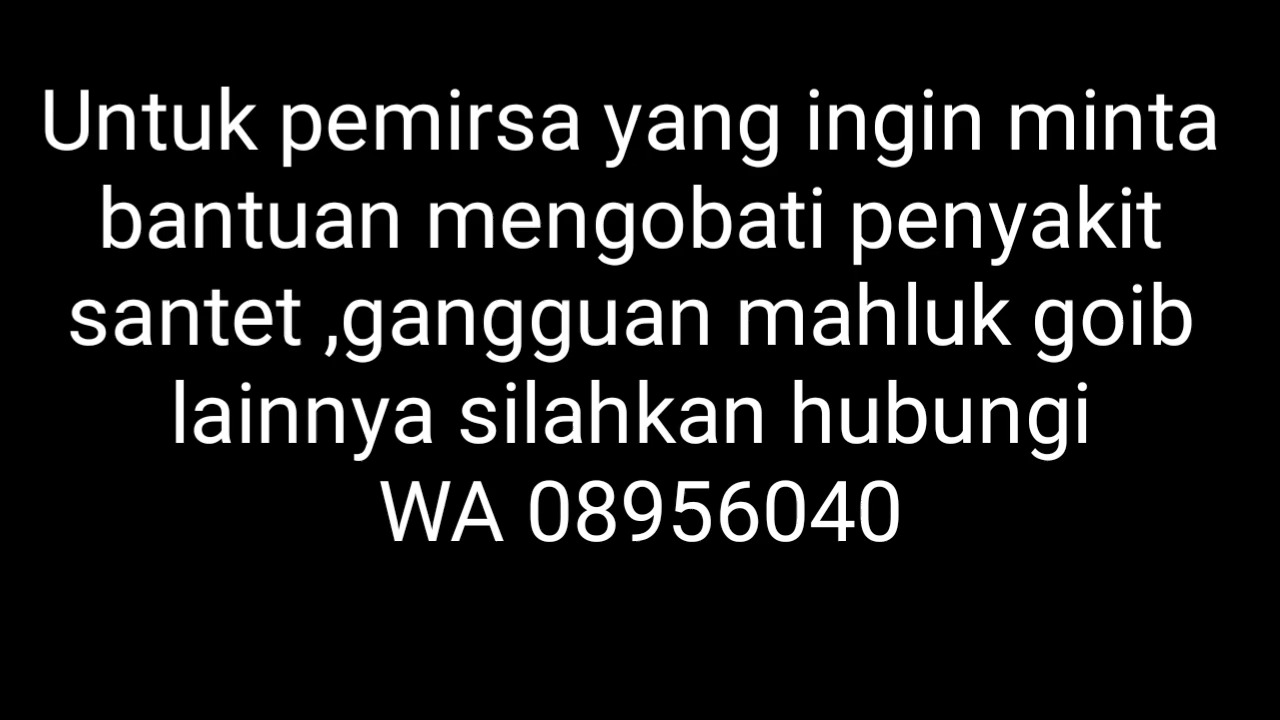 Untuk pemirsa yang ingin minta
bantuan mengobati penyakit
santet ,gangguan mahluk goib
lainnya silahkan hubungi
WA 08956040